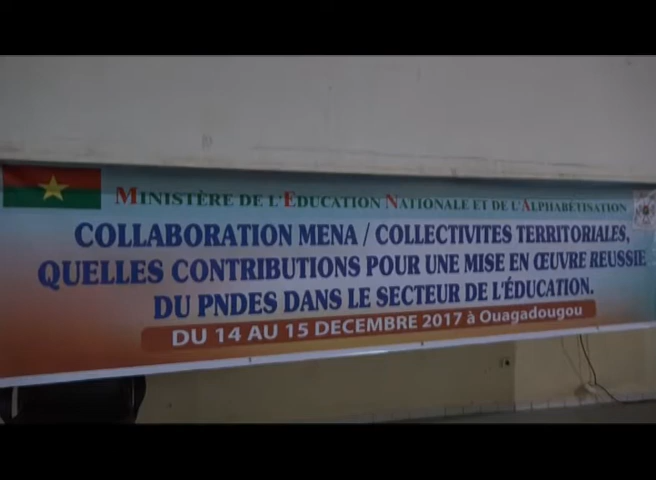 MINISTÈRE DE L'EDUCATION NATIONALE ET DE L'ALPHABETISATION
COLLABORATION MENA / COLLECTIVITES TERRITORIALES,
QUELLES CONTRIBUTIONS POUR UNE MISE EN ŒUVRE REUSSIE
DU PNDES DANS LE SECTEUR DE L'ÉDUCATION.
DU 14 AU 15 DECEMBRE 2017 à Ouagadougou